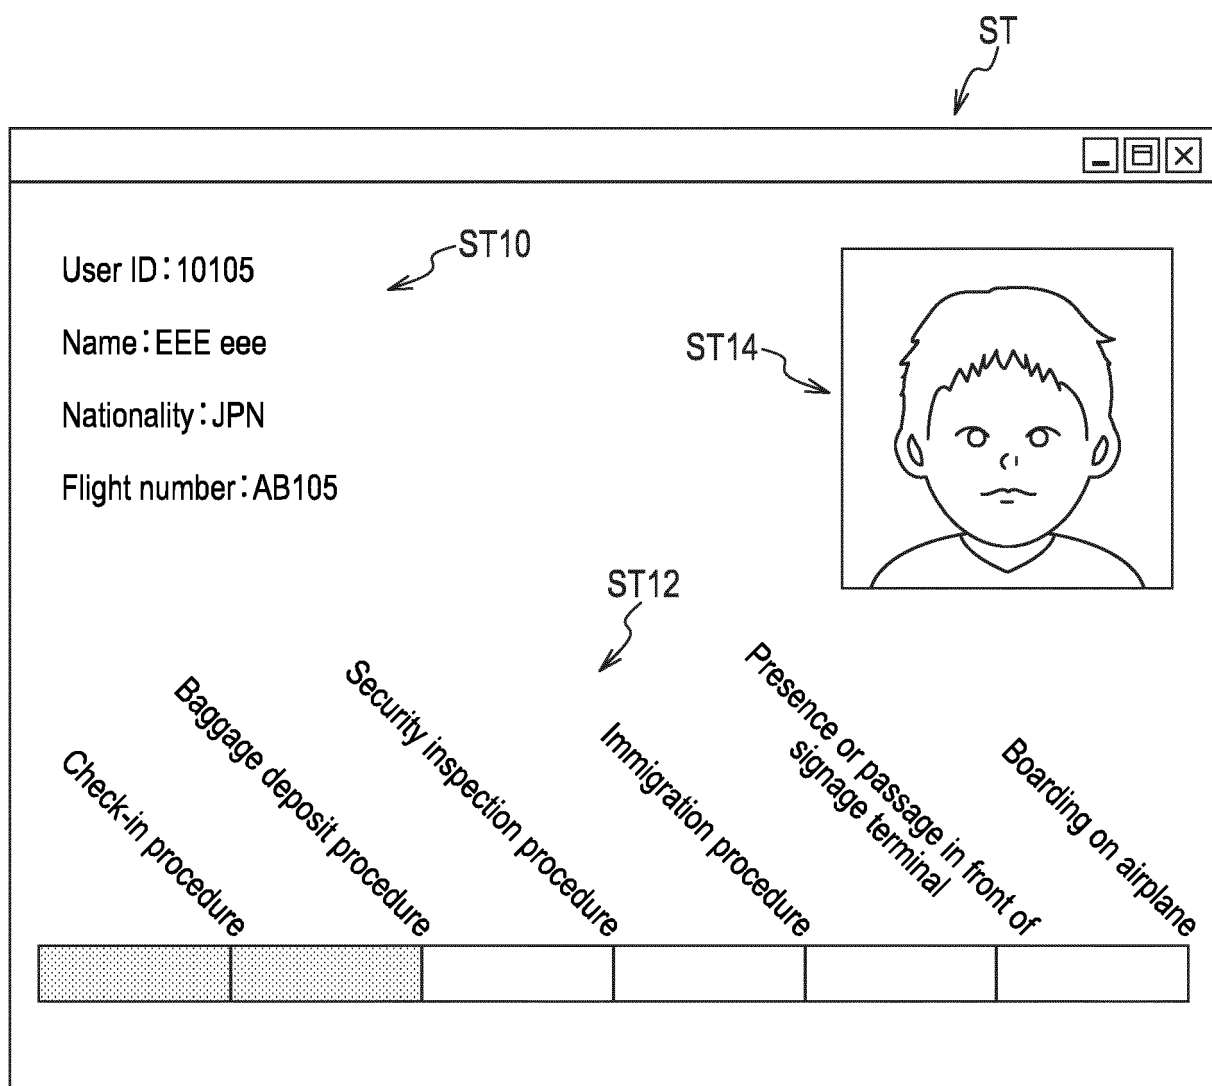 ST
ST10
User ID:10105
Name:EEE eee
Nationality:JPN
Flight number:AB105
ST14
ST12
Check-in procedure
Baggage deposit procedure
Security inspection procedure
Immigration procedure
Presence or passage in front of
signage terminal
Boarding on airplane